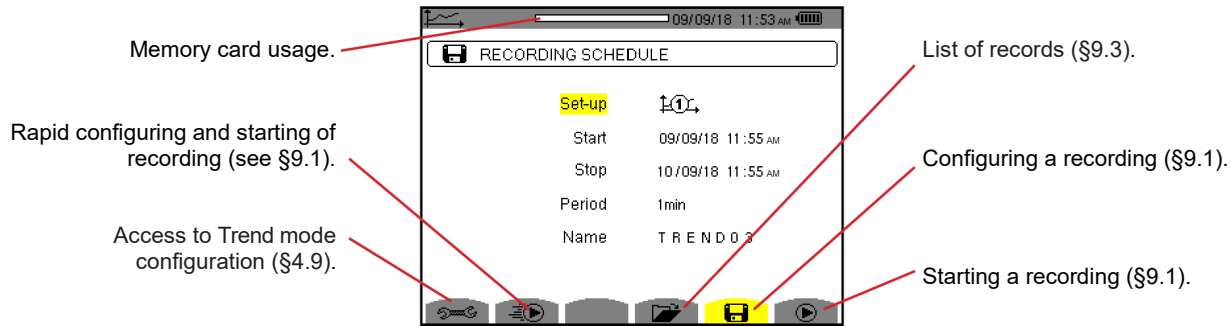 09/09/18 11:53 AM
Memory card usage.
RECORDING SCHEDULE
List of records (§9.3).
Set-up 1
Rapid configuring and starting of
recording (see §9.1).
Start 09/09/18 11:55 AM
Stop 10/09/18 11:55 AM
Configuring a recording (§9.1).
Period 1min
Name TREND03
Access to Trend mode
configuration (§4.9).
Starting a recording (§9.1).